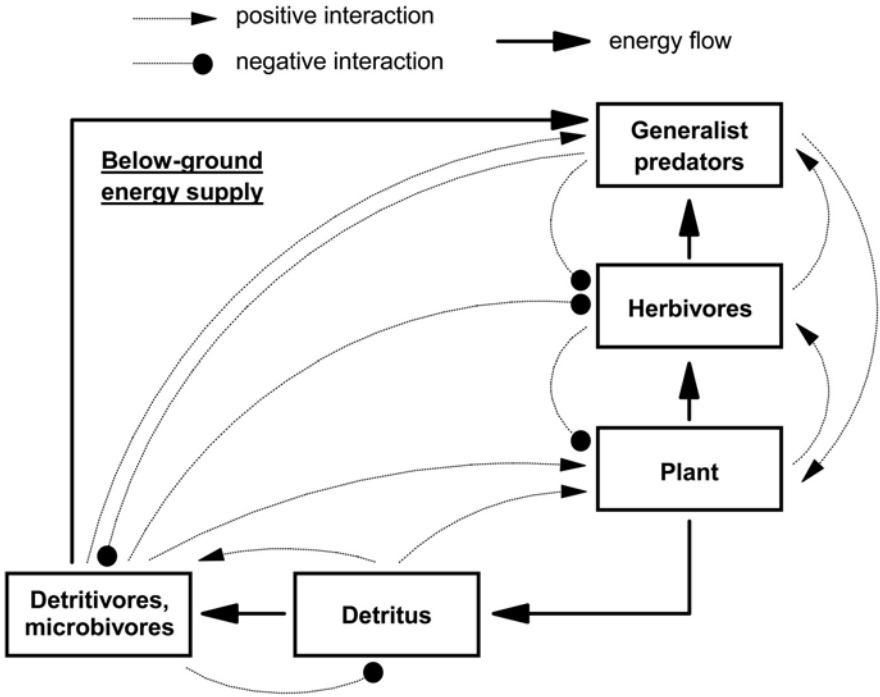 positive interaction
negative interaction
energy flow
Below-ground
energy supply
Generalist
predators
Herbivores
Plant
Detritivores,
microbivores
Detritus